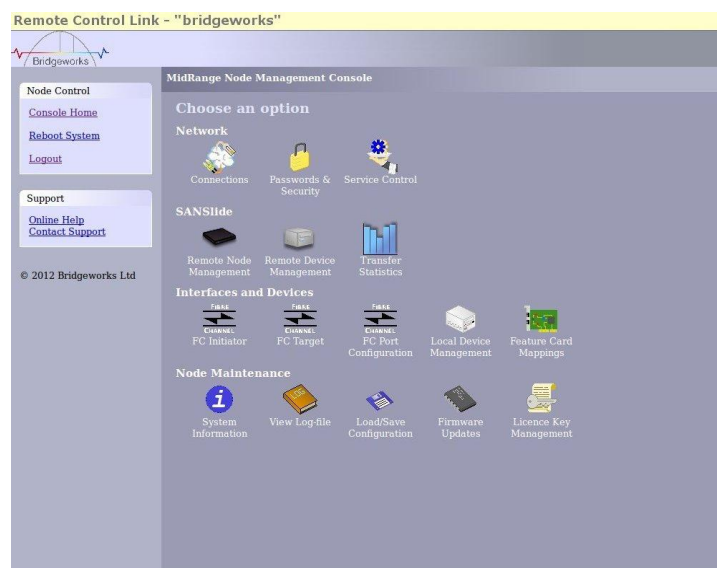 Remote Control Link - "bridgeworks"
Bridgeworks
MidRange Node Management Console
Node Control
Console Home
Reboot System
Logout
Support
Online Help
Contact Support
© 2012 Bridgeworks Ltd
Choose an option
Network
Connections
Passwords &
Security
Service Control
SANSlide
Remote Node
Management
Remote Device
Management
Transfer
Statistics
Interfaces and Devices
FIBRE
CHANNEL
FC Initiator
FIBRE
CHANNEL
FC Target
FIBRE
CHANNEL
FC Port
Configuration
Local Device
Management
Feature Card
Mappings
Node Maintenance
i
System
Information
LOG
View Log-file
Load/Save
Configuration
Firmware
Updates
Licence Key
Management